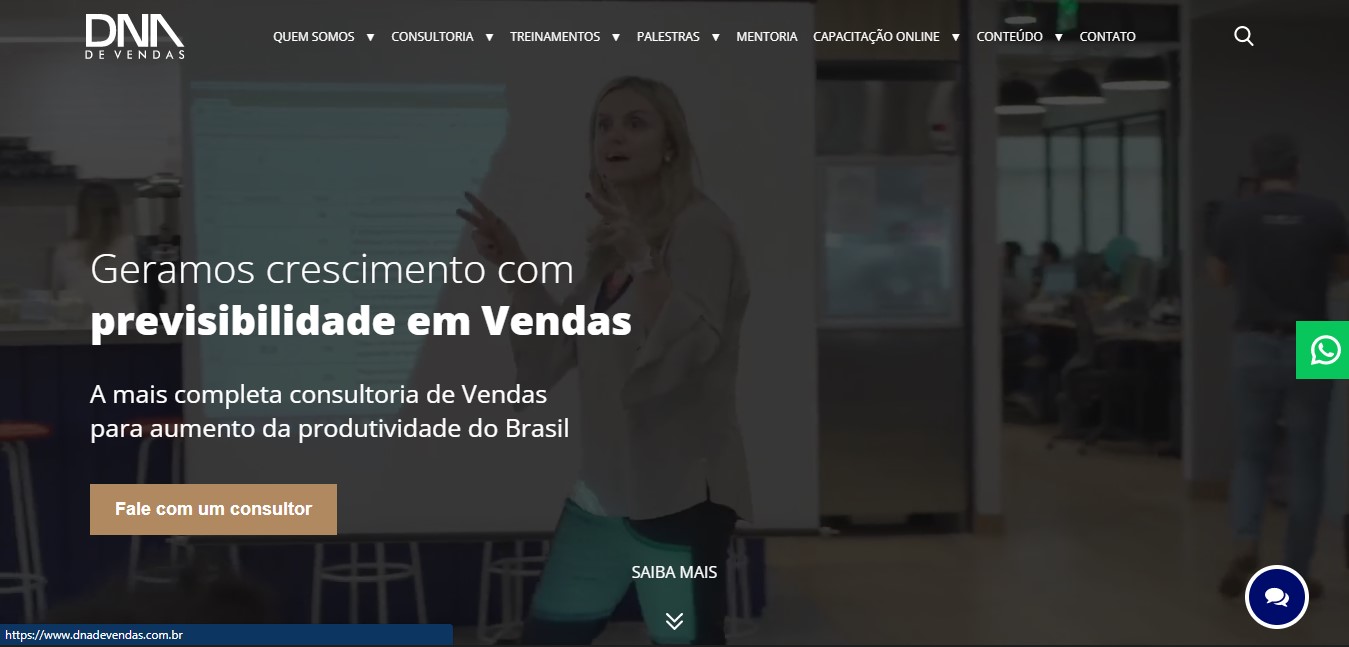 DNA
DE VENDAS
QUEM SOMOS ▼ CONSULTORIA ▼ TREINAMENTOS ▼ PALESTRAS ▼ MENTORIA CAPACITAÇÃO ONLINE ▼ CONTEÚDO ▼ CONTATO
Geramos crescimento com
previsibilidade em Vendas
A mais completa consultoria de Vendas
para aumento da produtividade do Brasil
Fale com um consultor
SAIBA MAIS
https://www.dnadevendas.com.br